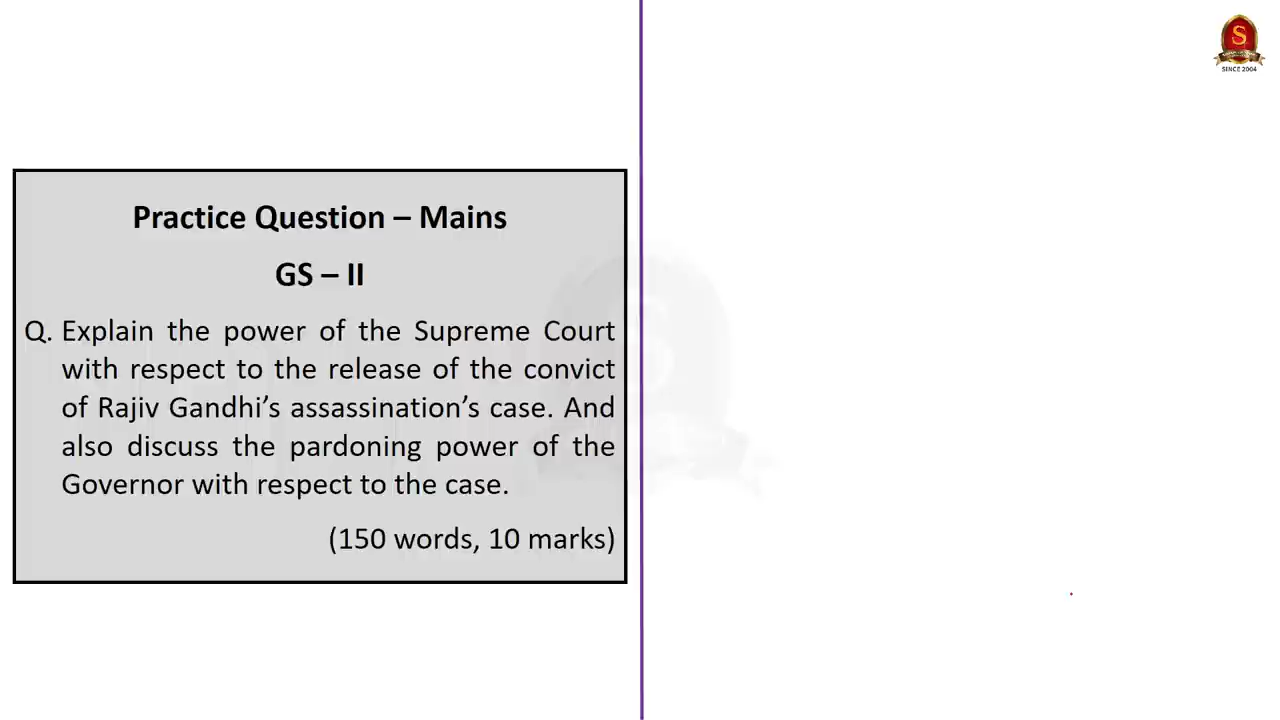 S
SINCE 2004
Practice Question – Mains
GS – II
Q. Explain the power of the Supreme Court
with respect to the release of the convict
of Rajiv Gandhi’s assassination’s case. And
also discuss the pardoning power of the
Governor with respect to the case.
(150 words, 10 marks)